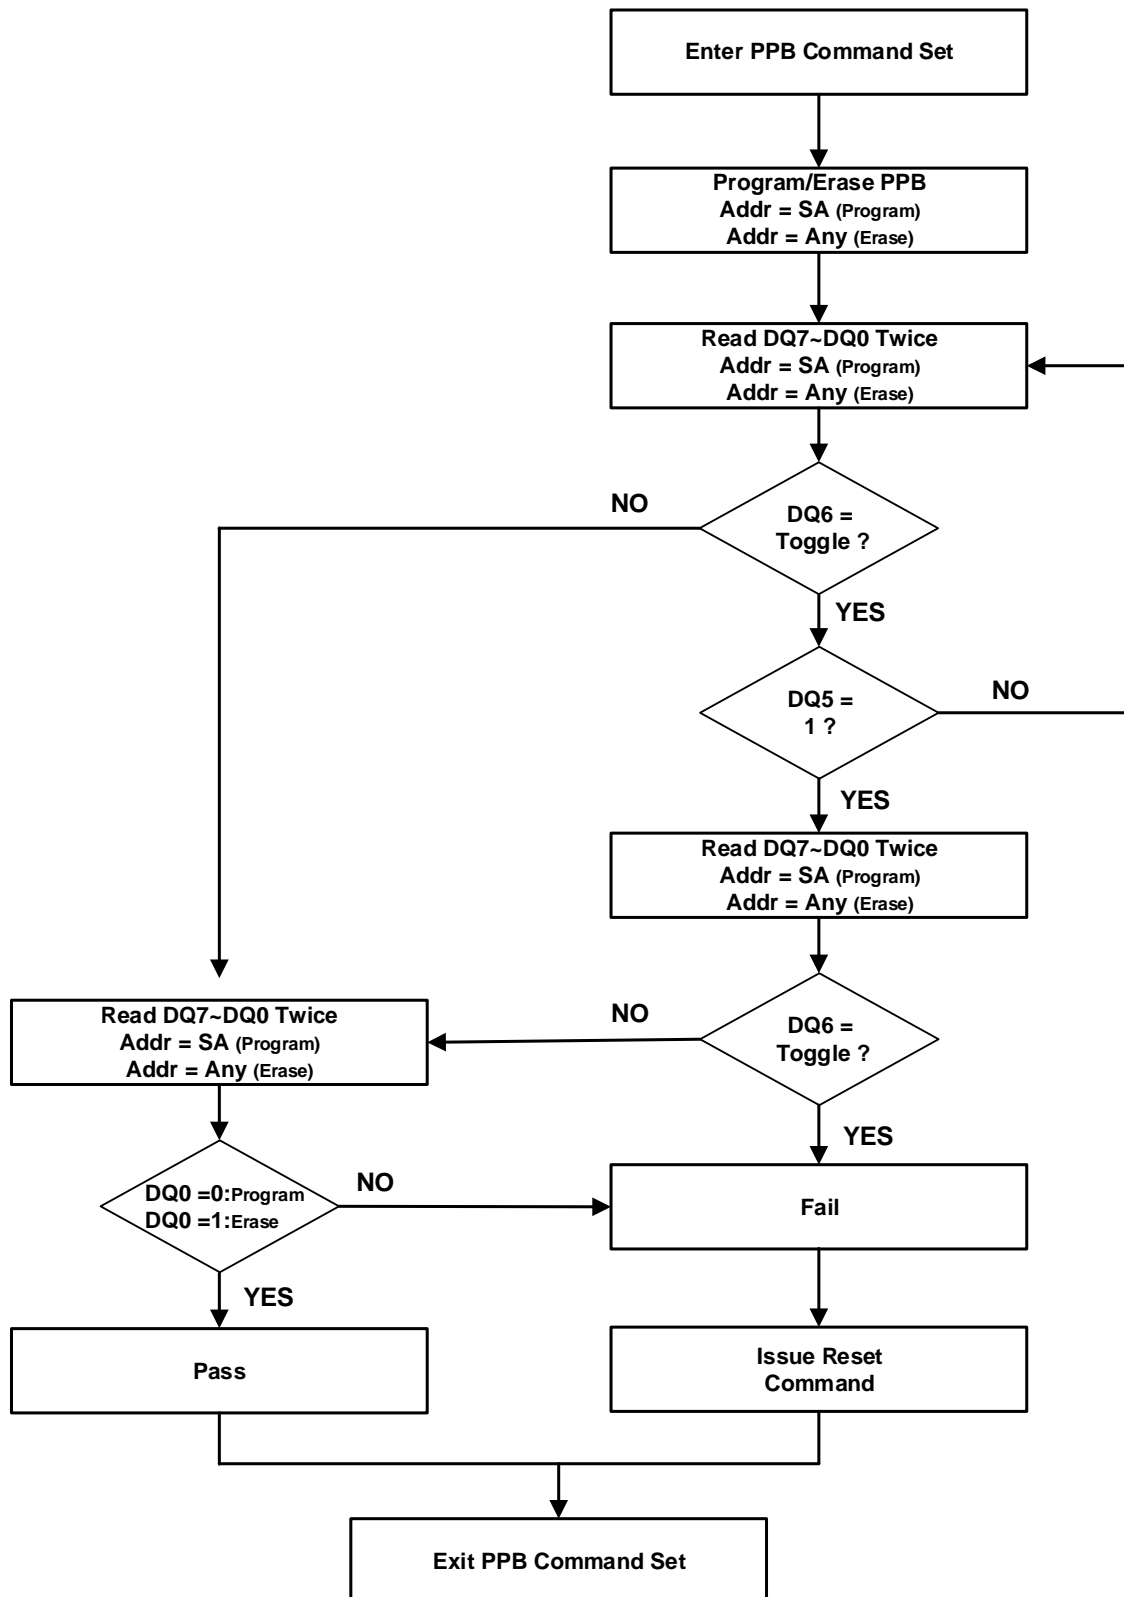 Enter PPB Command Set
Program/Erase PPB
Addr = SA (Program)
Addr = Any (Erase)
Read DQ7~DQ0 Twice
Addr = SA (Program)
Addr = Any (Erase)
NO
DQ6 =
Toggle ?
YES
DQ5 =
1 ?
NO
YES
Read DQ7~DQ0 Twice
Addr = SA (Program)
Addr = Any (Erase)
Read DQ7~DQ0 Twice
Addr = SA (Program)
Addr = Any (Erase)
NO
DQ6 =
Toggle ?
YES
DQ0 =0:Program
DQ0 =1:Erase
NO
Fail
YES
Pass
Issue Reset
Command
Exit PPB Command Set